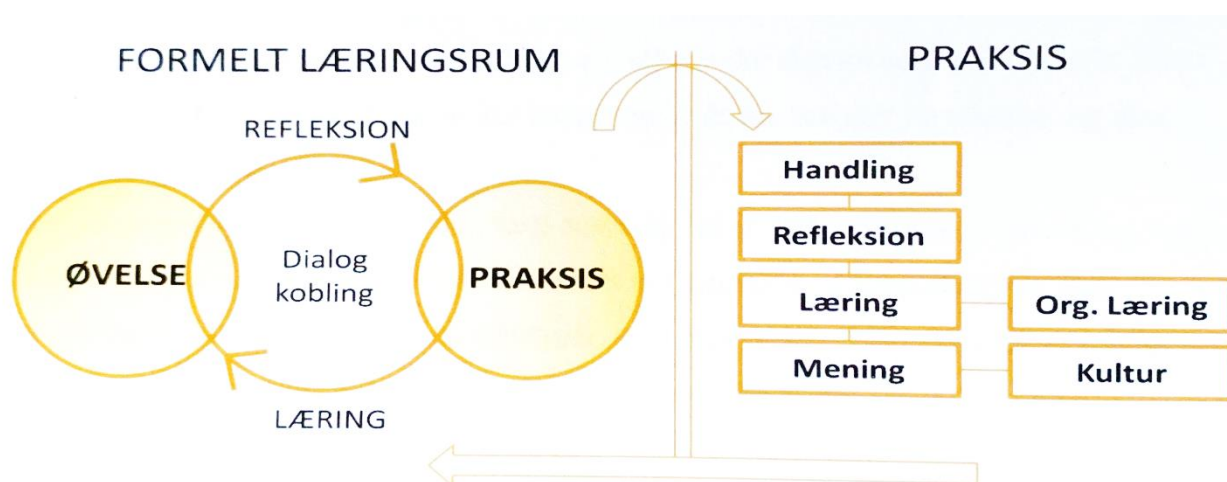 FORMELT LÆRINGSRUM
REFLEKSION
ØVELSE
Dialog
kobling
PRAKSIS
LÆRING
PRAKSIS
Handling
Refleksion
Læring
Org. Læring
Mening
Kultur